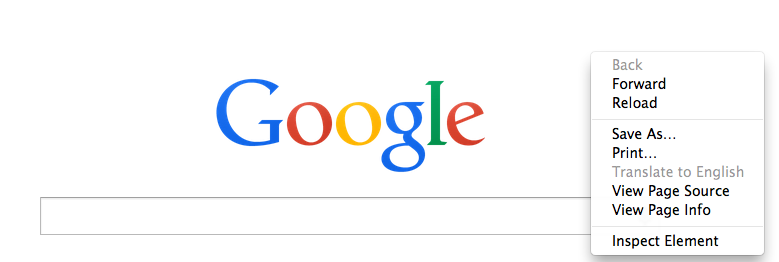 Google
Back
Forward
Reload
Save As...
Print...
Translate to English
View Page Source
View Page Info
Inspect Element